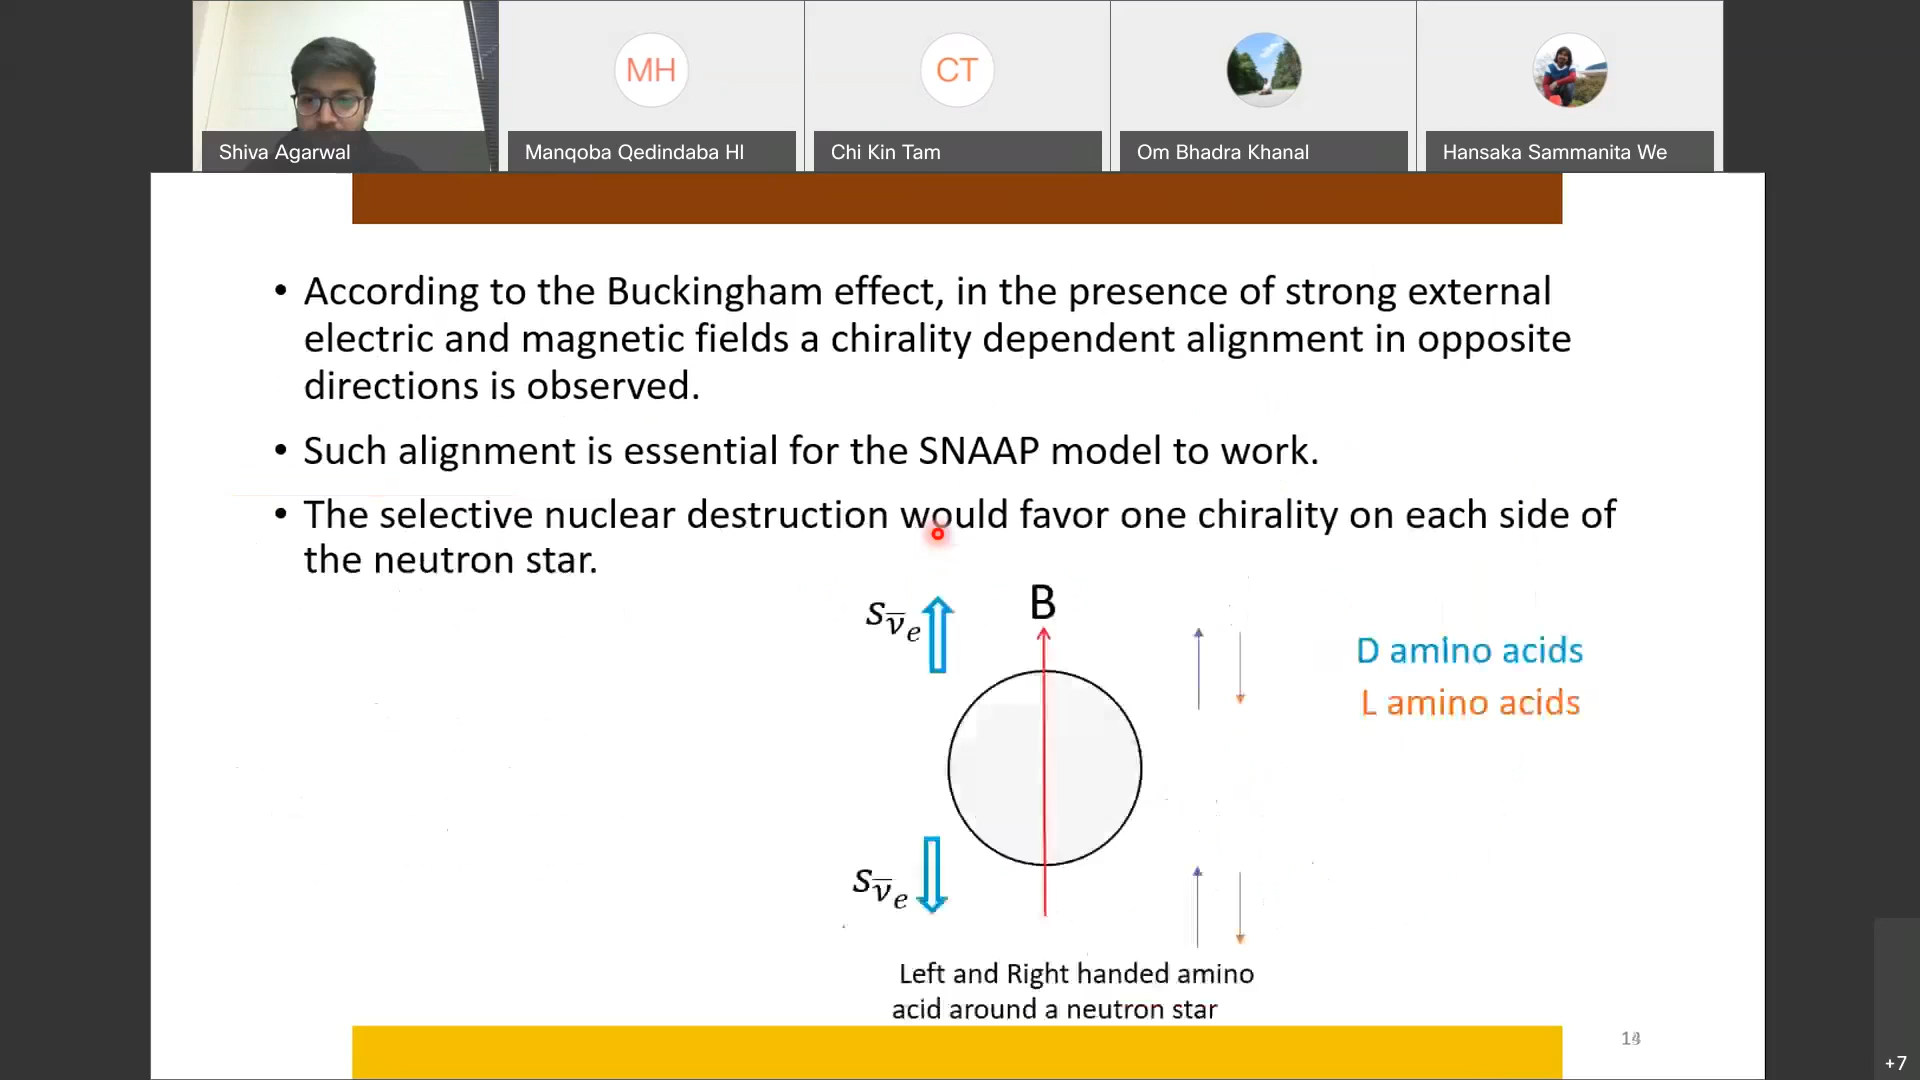 Shiva Agarwal
MH
Manqoba Qedindaba Hl
CT
Chi Kin Tam
Om Bhadra Khanal
Hansaka Sammanita We
• According to the Buckingham effect, in the presence of strong external
electric and magnetic fields a chirality dependent alignment in opposite
directions is observed.
• Such alignment is essential for the SNAAP model to work.
• The selective nuclear destruction would favor one chirality on each side of
the neutron star.
S ν̅ e
B
D amino acids
L amino acids
S ν̅ e
Left and Right handed amino
acid around a neutron star
+7